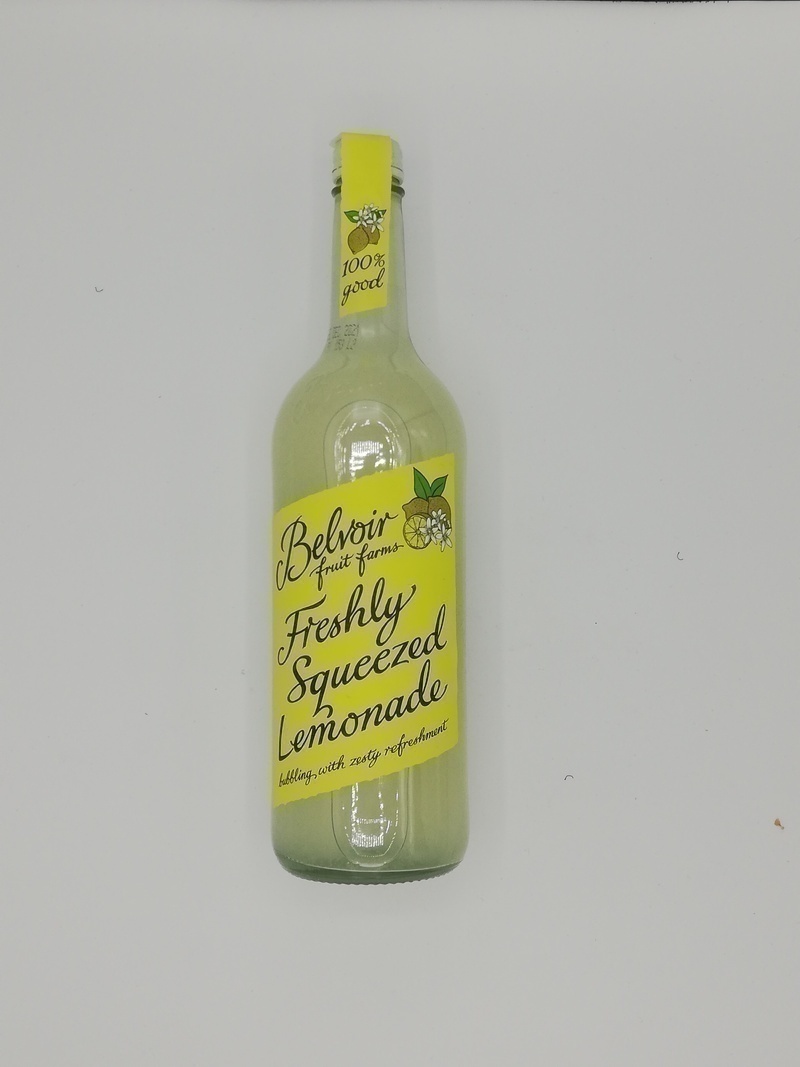 100%
good
Belvoir
fruit farms
Freshly
Squeezed
Lemonade
bubbling with zesty refreshment